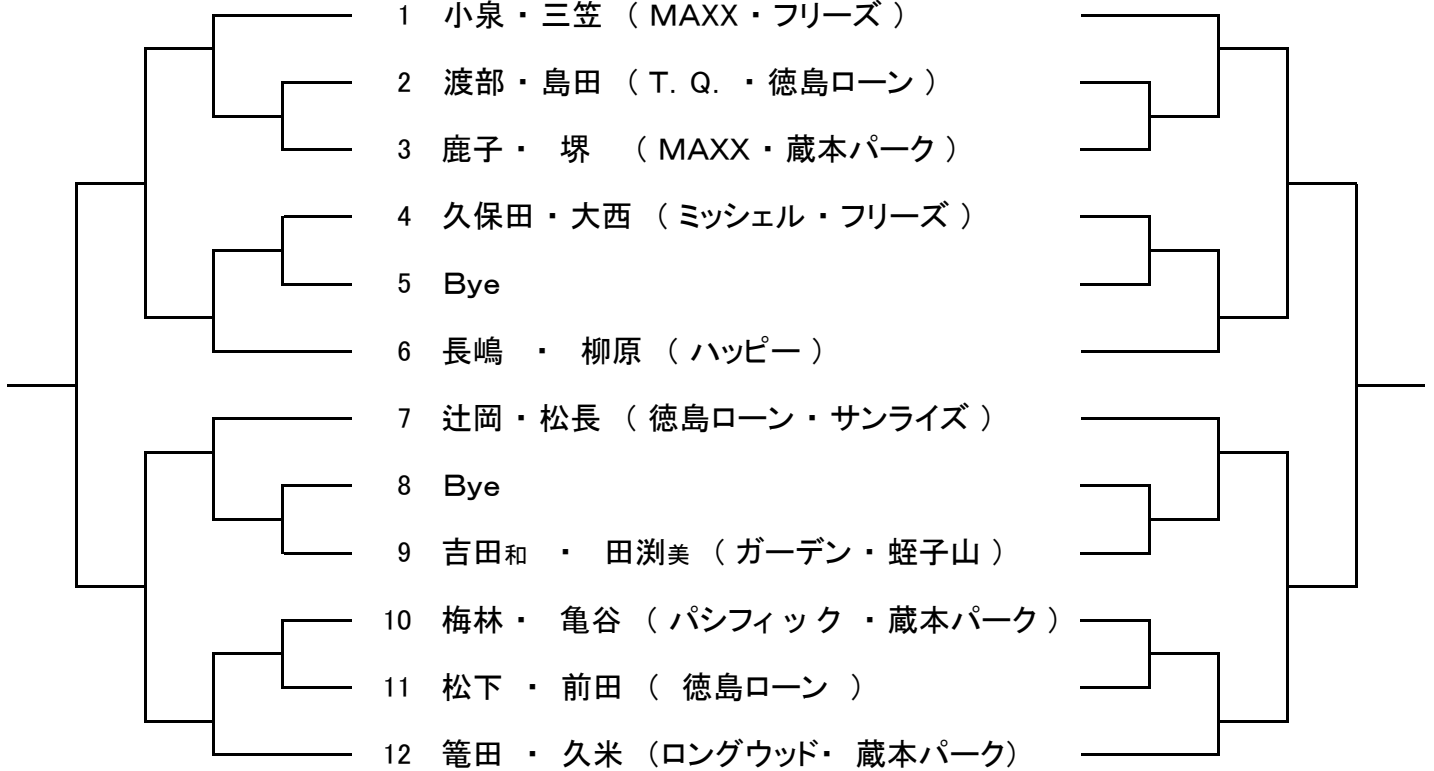 1 小泉・三笠 ( MAXX・フリーズ )
2 渡部・島田 ( T. Q. ・徳島ローン )
3 鹿子・ 堺 ( MAXX・蔵本パーク )
4 久保田・大西 ( ミッシェル・フリーズ )
5 Bye
6 長嶋 ・ 柳原 ( ハッピー )
7 辻岡・松長 ( 徳島ローン・サンライズ )
8 Bye
9 吉田和 ・ 田渕美 ( ガーデン・蛭子山 )
10 梅林・ 亀谷 ( パシフィック ・蔵本パーク )
11 松下 ・ 前田 ( 徳島ローン )
12 篭田 ・ 久米 (ロングウッド・ 蔵本パーク)